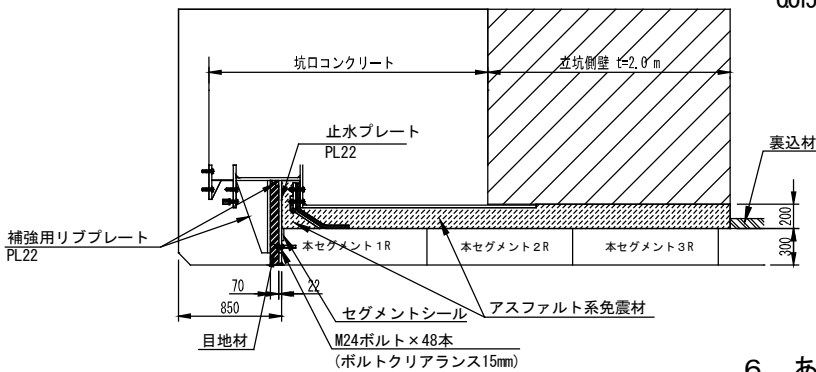 坑口コンクリート
立坑側壁 t=2.0 m
止水プレート
PL22
裏込材
200
300
補強用リブプレート
PL22
本セグメント1R
本セグメント2R
本セグメント3R
70
22
850
セグメントシール
アスファルト系免震材
目地材
M24ボルト×48本
(ボルトクリアランス15mm)
6